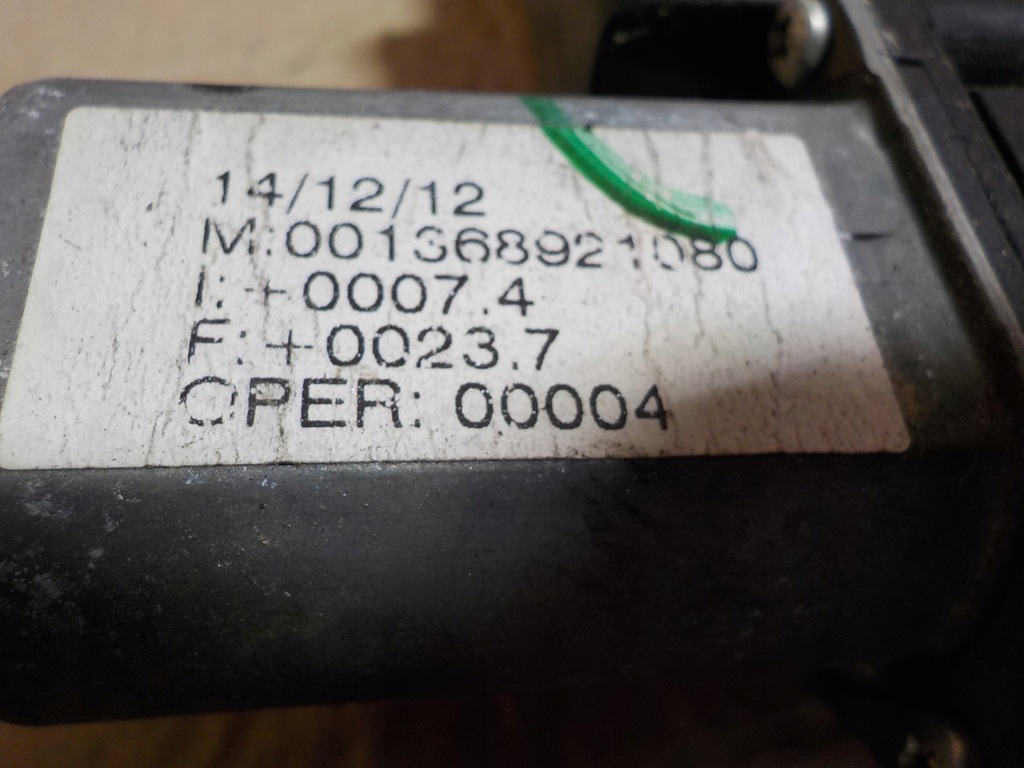 14/12/12
M:001368921080
I: +0007.4
F: +0023.7
OPER: 00004